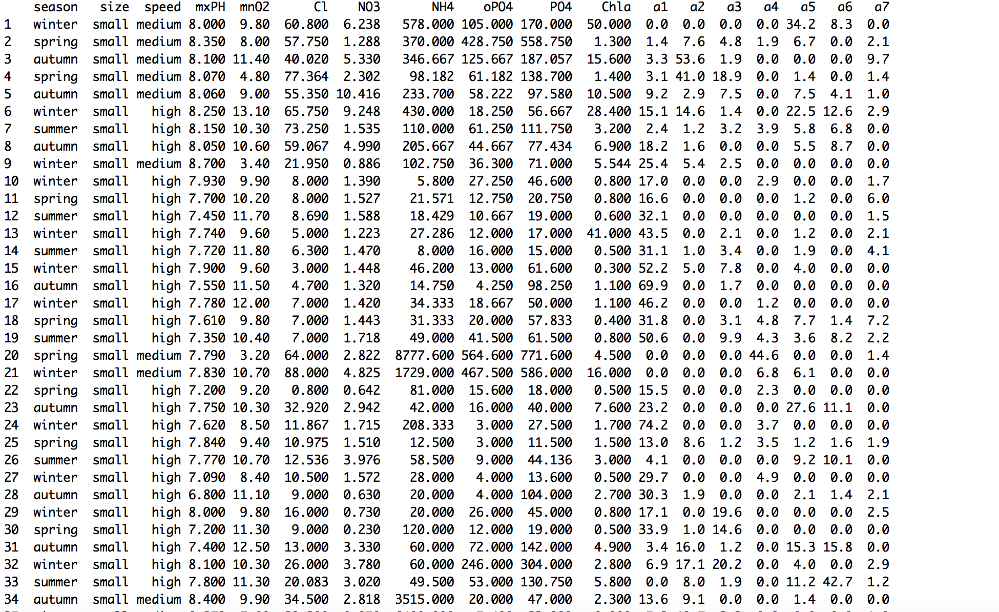 season size speed mxPH mnO2 Cl NO3 NH4 oPO4 PO4 Chla a1 a2 a3 a4 a5 a6 a7
1 winter small medium 8.000 9.80 60.800 6.238 578.000 105.000 170.000 50.000 0.0 0.0 0.0 0.0 34.2 8.3 0.0
2 spring small medium 8.350 8.00 57.750 1.288 370.000 428.750 558.750 1.300 1.4 7.6 4.8 1.9 6.7 0.0 2.1
3 autumn small medium 8.100 11.40 40.020 5.330 346.667 125.667 187.057 15.600 3.3 53.6 1.9 0.0 0.0 0.0 9.7
4 spring small medium 8.070 4.80 77.364 2.302 98.182 61.182 138.700 1.400 3.1 41.0 18.9 0.0 1.4 0.0 1.4
5 autumn small medium 8.060 9.00 55.350 10.416 233.700 58.222 97.580 10.500 9.2 2.9 7.5 0.0 7.5 4.1 1.0
6 winter small high 8.250 13.10 65.750 9.248 430.000 18.250 56.667 28.400 15.1 14.6 1.4 0.0 22.5 12.6 2.9
7 summer small high 8.150 10.30 73.250 1.535 110.000 61.250 111.750 3.200 2.4 1.2 3.2 3.9 5.8 6.8 0.0
8 autumn small high 8.050 10.60 59.067 4.990 205.667 44.667 77.434 6.900 18.2 1.6 0.0 0.0 5.5 8.7 0.0
9 winter small medium 8.700 3.40 21.950 0.886 102.750 36.300 71.000 5.544 25.4 5.4 2.5 0.0 0.0 0.0 0.0
10 winter small high 7.930 9.90 8.000 1.390 5.800 27.250 46.600 0.800 17.0 0.0 0.0 2.9 0.0 0.0 1.7
11 spring small high 7.700 10.20 8.000 1.527 21.571 12.750 20.750 0.800 16.6 0.0 0.0 0.0 1.2 0.0 6.0
12 summer small high 7.450 11.70 8.690 1.588 18.429 10.667 19.000 0.600 32.1 0.0 0.0 0.0 0.0 0.0 1.5
13 winter small high 7.740 9.60 5.000 1.223 27.286 12.000 17.000 41.000 43.5 0.0 2.1 0.0 1.2 0.0 2.1
14 summer small high 7.720 11.80 6.300 1.470 8.000 16.000 15.000 0.500 31.1 1.0 3.4 0.0 1.9 0.0 4.1
15 winter small high 7.900 9.60 3.000 1.448 46.200 13.000 61.600 0.300 52.2 5.0 7.8 0.0 4.0 0.0 0.0
16 autumn small high 7.550 11.50 4.700 1.320 14.750 4.250 98.250 1.100 69.9 0.0 1.7 0.0 0.0 0.0 0.0
17 winter small high 7.780 12.00 7.000 1.420 34.333 18.667 50.000 1.100 46.2 0.0 0.0 1.2 0.0 0.0 0.0
18 spring small high 7.610 9.80 7.000 1.443 31.333 20.000 57.833 0.400 31.8 0.0 3.1 4.8 7.7 1.4 7.2
19 summer small high 7.350 10.40 7.000 1.718 49.000 41.500 61.500 0.800 50.6 0.0 9.9 4.3 3.6 8.2 2.2
20 spring small medium 7.790 3.20 64.000 2.822 8777.600 564.600 771.600 4.500 0.0 0.0 0.0 44.6 0.0 0.0 1.4
21 winter small medium 7.830 10.70 88.000 4.825 1729.000 467.500 586.000 16.000 0.0 0.0 0.0 6.8 6.1 0.0 0.0
22 spring small high 7.200 9.20 0.800 0.642 81.000 15.600 18.000 0.500 15.5 0.0 0.0 2.3 0.0 0.0 0.0
23 autumn small high 7.750 10.30 32.920 2.942 42.000 16.000 40.000 7.600 23.2 0.0 0.0 0.0 27.6 11.1 0.0
24 winter small high 7.620 8.50 11.867 1.715 208.333 3.000 27.500 1.700 74.2 0.0 0.0 3.7 0.0 0.0 0.0
25 spring small high 7.840 9.40 10.975 1.510 12.500 3.000 11.500 1.500 13.0 8.6 1.2 3.5 1.2 1.6 1.9
26 summer small high 7.770 10.70 12.536 3.976 58.500 9.000 44.136 3.000 4.1 0.0 0.0 0.0 9.2 10.1 0.0
27 winter small high 7.090 8.40 10.500 1.572 28.000 4.000 13.600 0.500 29.7 0.0 0.0 4.9 0.0 0.0 0.0
28 autumn small high 6.800 11.10 9.000 0.630 20.000 4.000 104.000 2.700 30.3 1.9 0.0 0.0 2.1 1.4 2.1
29 winter small high 8.000 9.80 16.000 0.730 20.000 26.000 45.000 0.800 17.1 0.0 19.6 0.0 0.0 0.0 2.5
30 spring small high 7.200 11.30 9.000 0.230 120.000 12.000 19.000 0.500 33.9 1.0 14.6 0.0 0.0 0.0 0.0
31 autumn small high 7.400 12.50 13.000 3.330 60.000 72.000 142.000 4.900 3.4 16.0 1.2 0.0 15.3 15.8 0.0
32 winter small high 8.100 10.30 26.000 3.780 60.000 246.000 304.000 2.800 6.9 17.1 20.2 0.0 4.0 0.0 2.9
33 summer small high 7.800 11.30 20.083 3.020 49.500 53.000 130.750 5.800 0.0 8.0 1.9 0.0 11.2 42.7 1.2
34 autumn small medium 8.400 9.90 34.500 2.818 3515.000 20.000 47.000 2.300 13.6 9.1 0.0 0.0 1.4 0.0 0.0